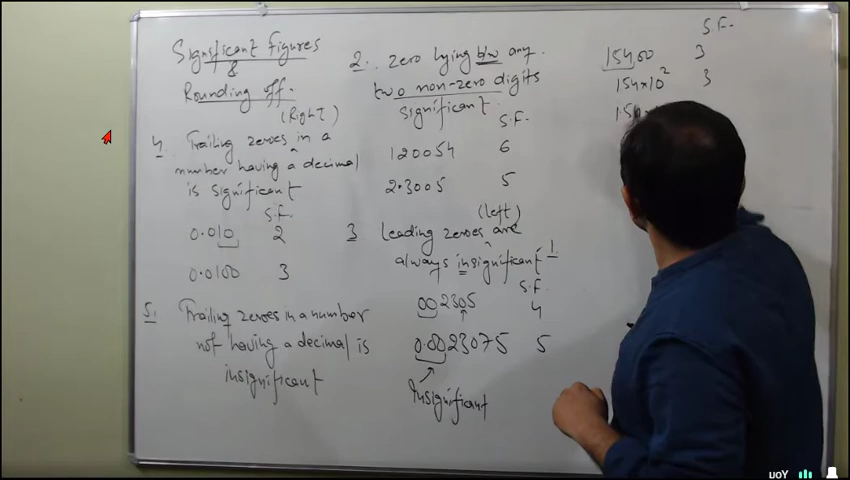 Significant Figures
&
Rounding off.
(Right)
4. Trailing zeroes in a
number having a decimal
is significant
S.F.
0.010 2
0.0100 3
5. Trailing zeroes in a number
not having a decimal is
insignificant
2. zero lying b/w any
two non-zero digits
significant.
S.F.
120054 6
2.3005 5
(left)
3 leading zeroes are
always insignificant
S.F.
002305 4
0.0023075 5
Insignificant
S.F.
15400 3
154x10² 3
You